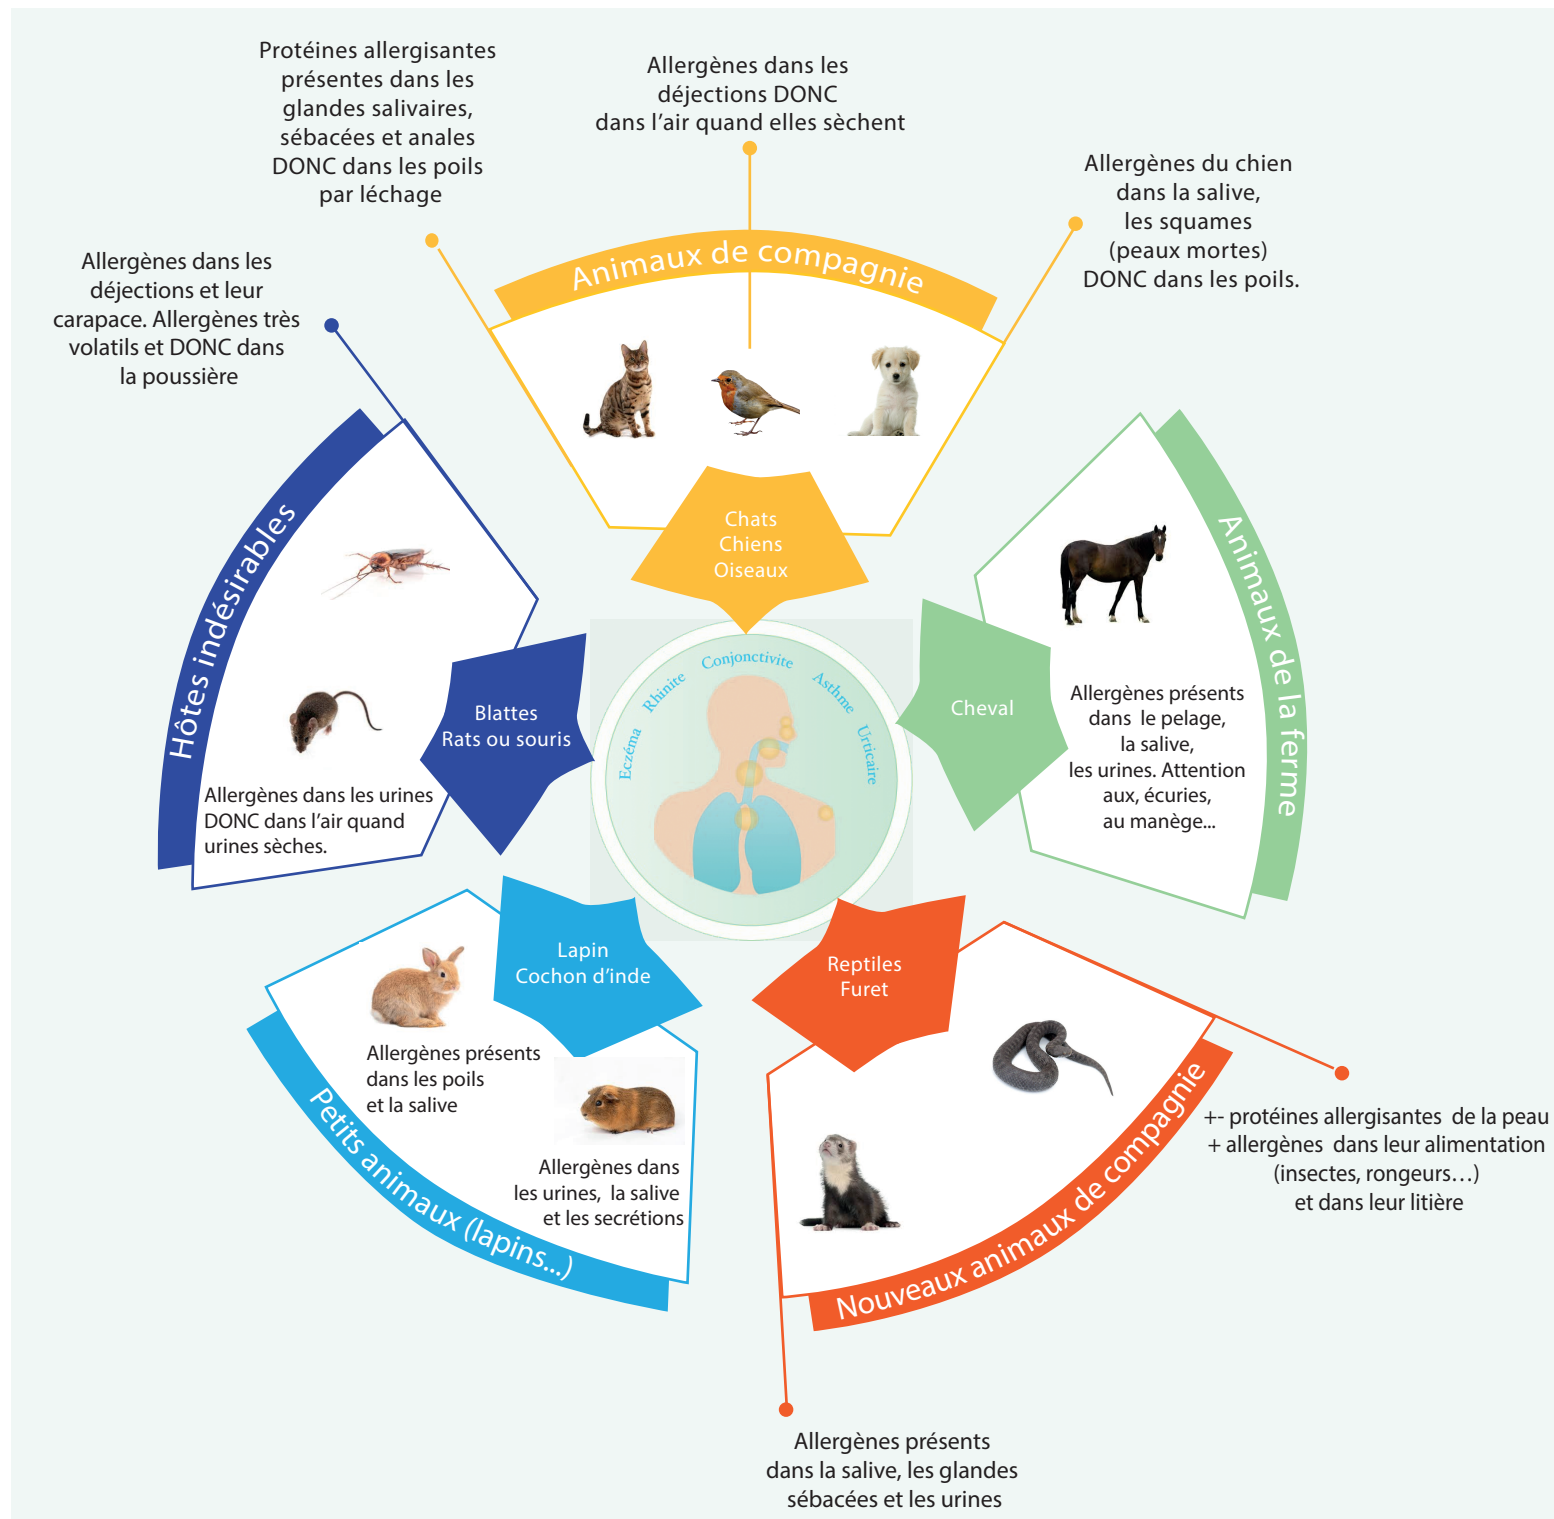 Protéines allergisantes
présentes dans les
glandes salivaires,
sébacées et anales
DONC dans les poils
par léchage
Allergènes dans les
déjections DONC
dans l'air quand elles sèchent
Allergènes du chien
dans la salive,
les squames
(peaux mortes)
DONC dans les poils.
Allergènes dans les
déjections et leur
carapace. Allergènes très
volatils et DONC dans
la poussière
Animaux de compagnie
Chats
Chiens
Oiseaux
Hôtes indésirables
Blattes
Rats ou souris
Allergènes dans les urines
DONC dans l'air quand
urines sèches.
Eczéma
Rhinite
Conjonctivite
Asthme
Urticaire
Cheval
Animaux de la ferme
Allergènes présents
dans le pelage,
la salive,
les urines. Attention
aux, écuries,
au manège...
Lapin
Cochon d'inde
Allergènes présents
dans les poils
et la salive
Allergènes dans
les urines, la salive
et les secrétions
Petits animaux (lapins...)
Reptiles
Furet
Nouveaux animaux de compagnie
+- protéines allergisantes de la peau
+ allergènes dans leur alimentation
(insectes, rongeurs…)
et dans leur litière
Allergènes présents
dans la salive, les glandes
sébacées et les urines